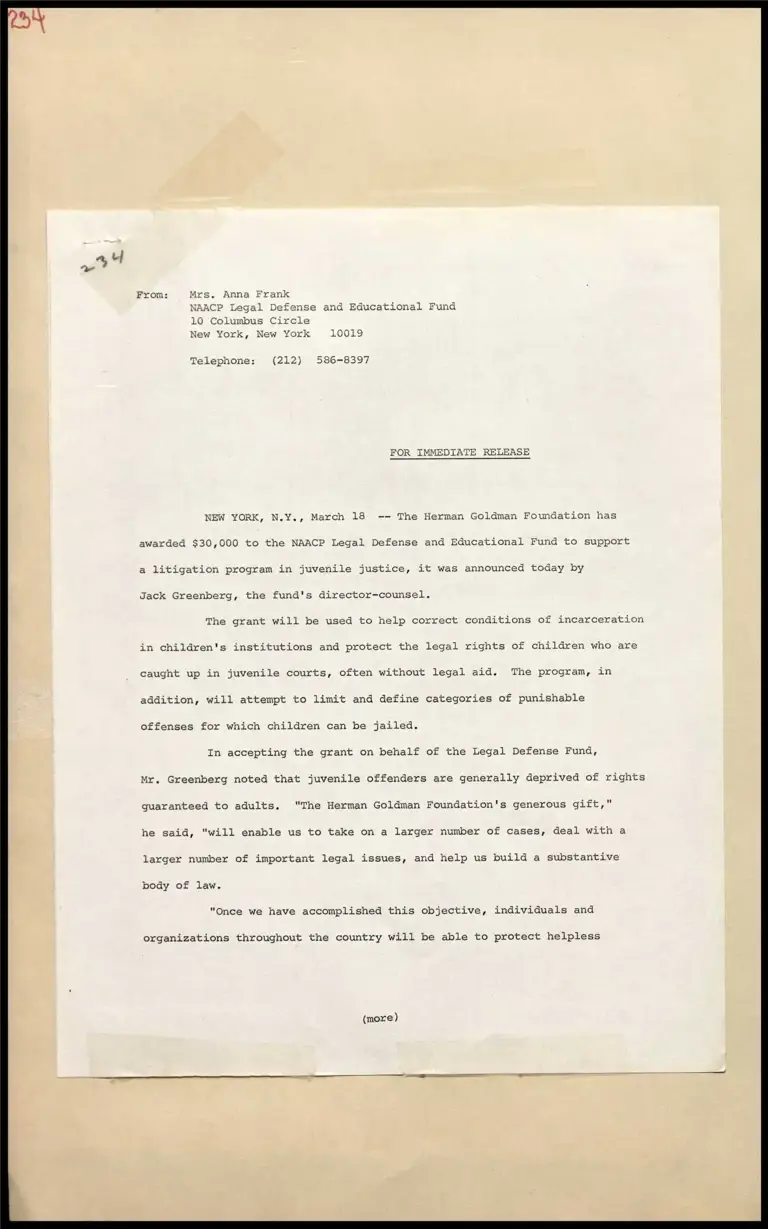 234
234
From: Mrs. Anna Frank
NAACP Legal Defense and Educational Fund
10 Columbus Circle
New York, New York 10019
Telephone: (212) 586-8397
FOR IMMEDIATE RELEASE
NEW YORK, N.Y., March 18 -- The Herman Goldman Foundation has
awarded $30,000 to the NAACP Legal Defense and Educational Fund to support
a litigation program in juvenile justice, it was announced today by
Jack Greenberg, the fund's director-counsel.
The grant will be used to help correct conditions of incarceration
in children's institutions and protect the legal rights of children who are
caught up in juvenile courts, often without legal aid. The program, in
addition, will attempt to limit and define categories of punishable
offenses for which children can be jailed.
In accepting the grant on behalf of the Legal Defense Fund,
Mr. Greenberg noted that juvenile offenders are generally deprived of rights
guaranteed to adults. "The Herman Goldman Foundation's generous gift,"
he said, "will enable us to take on a larger number of cases, deal with a
larger number of important legal issues, and help us build a substantive
body of law.
"Once we have accomplished this objective, individuals and
organizations throughout the country will be able to protect helpless
(more)